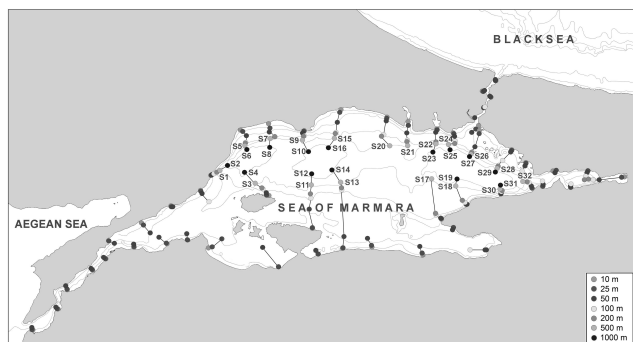 BLACKSEA
S15
S7
S9
S24
S5
S22
S20
S21
S6
S8
S10
S16
S23
S25
S26
S27
S2
S1
S4
S12
S14
S28
S29
S3
S11
S13
S17
S19
S18
S31
S32
S30
SEA OF MARMARA
AEGEAN SEA
10 m
25 m
50 m
100 m
200 m
500 m
1000 m